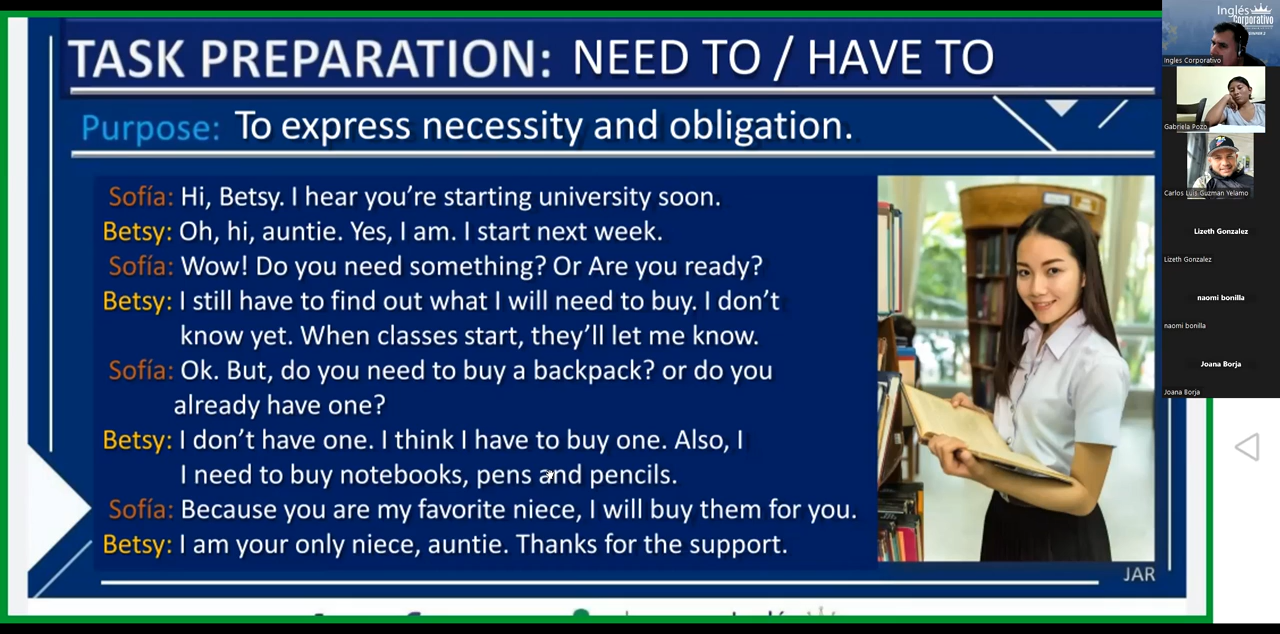 TASK PREPARATION: NEED TO / HAVE TO
Purpose: To express necessity and obligation.
Sofía: Hi, Betsy. I hear you're starting university soon.
Betsy: Oh, hi, auntie. Yes, I am. I start next week.
Sofía: Wow! Do you need something? Or Are you ready?
Betsy: I still have to find out what I will need to buy. I don't
know yet. When classes start, they'll let me know.
Sofía: Ok. But, do you need to buy a backpack? or do you
already have one?
Betsy: I don't have one. I think I have to buy one. Also, I
I need to buy notebooks, pens and pencils.
Sofía: Because you are my favorite niece, I will buy them for you.
Betsy: I am your only niece, auntie. Thanks for the support.
JAR
Inglés
Corporativo
Ingles Corporativo
Gabriela Pozo
Carlos Luis Guzman Yelamo
Lizeth Gonzalez
Lizeth Gonzalez
naomi bonilla
naomi bonilla
Joana Borja
Joana Borja